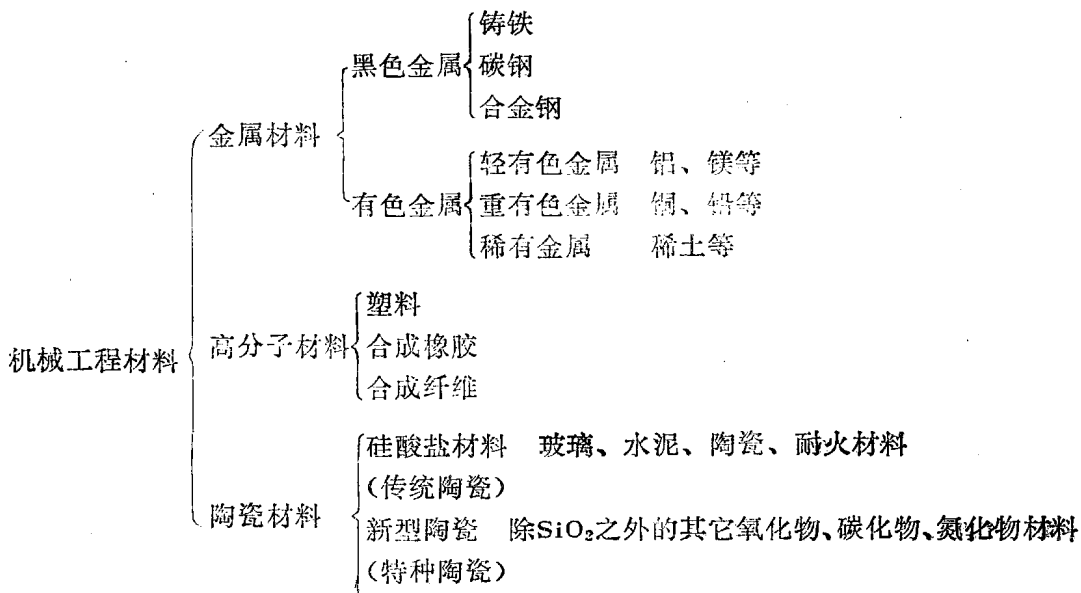 铸铁
黑色金属 碳钢
合金钢
金属材料
轻有色金属 铝、镁等
有色金属 重有色金属 铜、铅等
稀有金属 稀土等
塑料
机械工程材料 高分子材料 合成橡胶
合成纤维
硅酸盐材料 玻璃、水泥、陶瓷、耐火材料
(传统陶瓷)
陶瓷材料
新型陶瓷 除SiO₂之外的其它氧化物、碳化物、氮化物材料
(特种陶瓷)